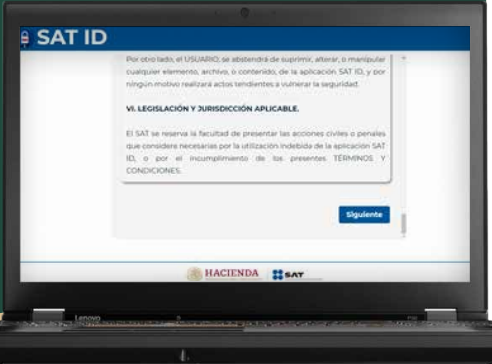 SAT ID
Por otro lado, el USUARIO, se abstendrá de suprimir, alterar, o manipular
cualquier elemento, archivo, o contenido, de la aplicación SAT ID, y por
ningún motivo realizará actos tendientes a vulnerar la seguridad.
VI. LEGISLACIÓN Y JURISDICCIÓN APLICABLE.
El SAT se reserva la facultad de presentar las acciones civiles o penales
que considere necesarias por la utilización indebida de la aplicación SAT
ID, o por el incumplimiento de los presentes TÉRMINOS Y
CONDICIONES.
Siguiente
HACIENDA
SAT
Lenovo